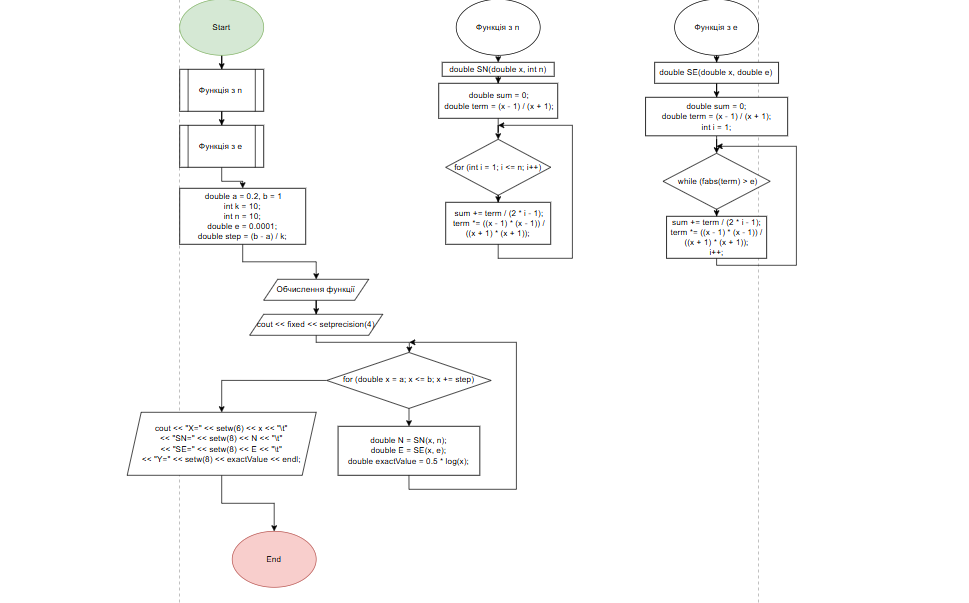 Start
Функція з n
Функція з e
double a = 0.2, b = 1
int k = 10;
int n = 10;
double e = 0.0001;
double step = (b - a) / k;
Обчислення функції
cout << fixed << setprecision(4)
for (double x = a; x <= b; x += step)
cout << "X=" << setw(6) << x << "\t"
<< "SN=" << setw(8) << N << "\t"
<< "SE=" << setw(8) << E << "\t"
<< "Y=" << setw(8) << exactValue << endl;
double N = SN(x, n);
double E = SE(x, e);
double exactValue = 0.5 * log(x);
End
Функція з n
double SN(double x, int n)
double sum = 0;
double term = (x - 1) / (x + 1);
for (int i = 1; i <= n; i++)
sum += term / (2 * i - 1);
term *= ((x - 1) * (x - 1)) /
((x + 1) * (x + 1));
Функція з e
double SE(double x, double e)
double sum = 0;
double term = (x - 1) / (x + 1);
int i = 1;
while (fabs(term) > e)
sum += term / (2 * i - 1);
term *= ((x - 1) * (x - 1)) /
((x + 1) * (x + 1));
i++;